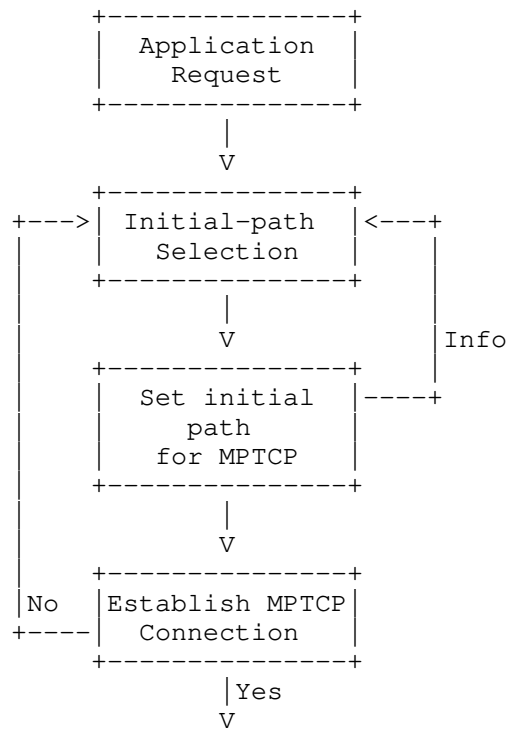 Application
Request
Initial-path
Selection
Info
Set initial
path
for MPTCP
No
Establish MPTCP
Connection
Yes